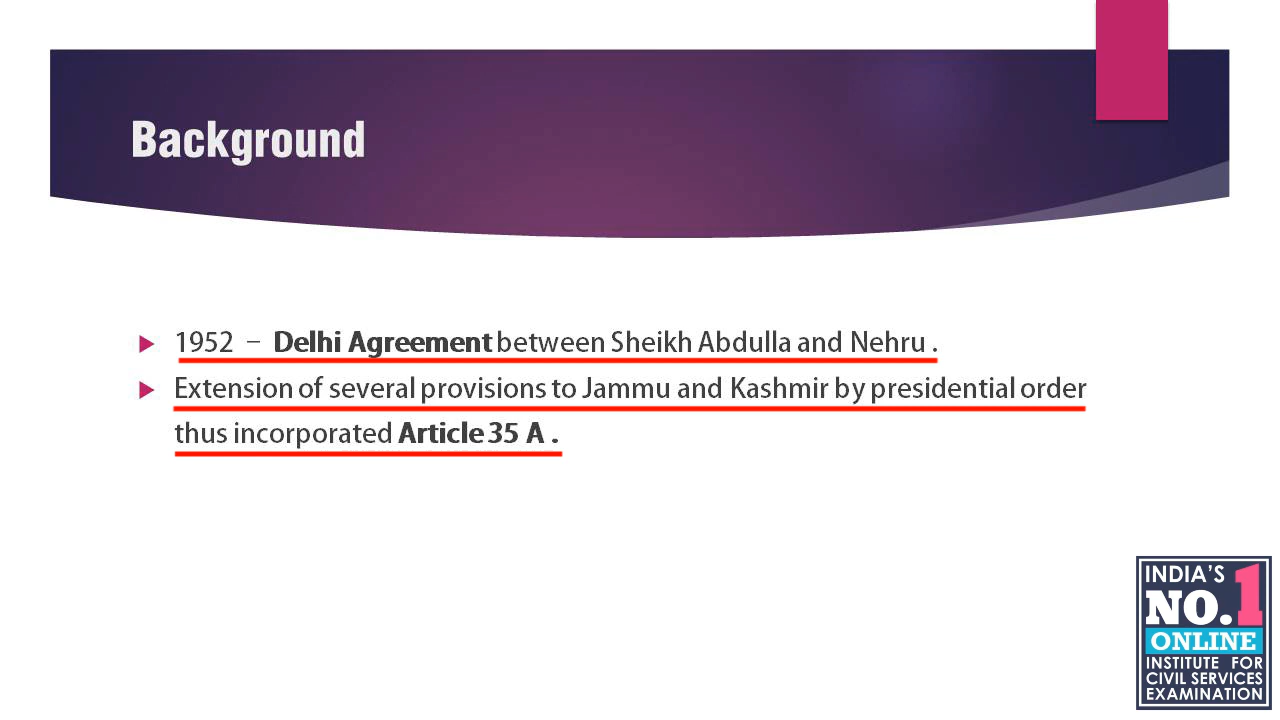 Background
1952 – Delhi Agreement between Sheikh Abdulla and Nehru .
Extension of several provisions to Jammu and Kashmir by presidential order
thus incorporated Article 35 A .
INDIA'S
NO.1
ONLINE
INSTITUTE FOR
CIVIL SERVICES
EXAMINATION